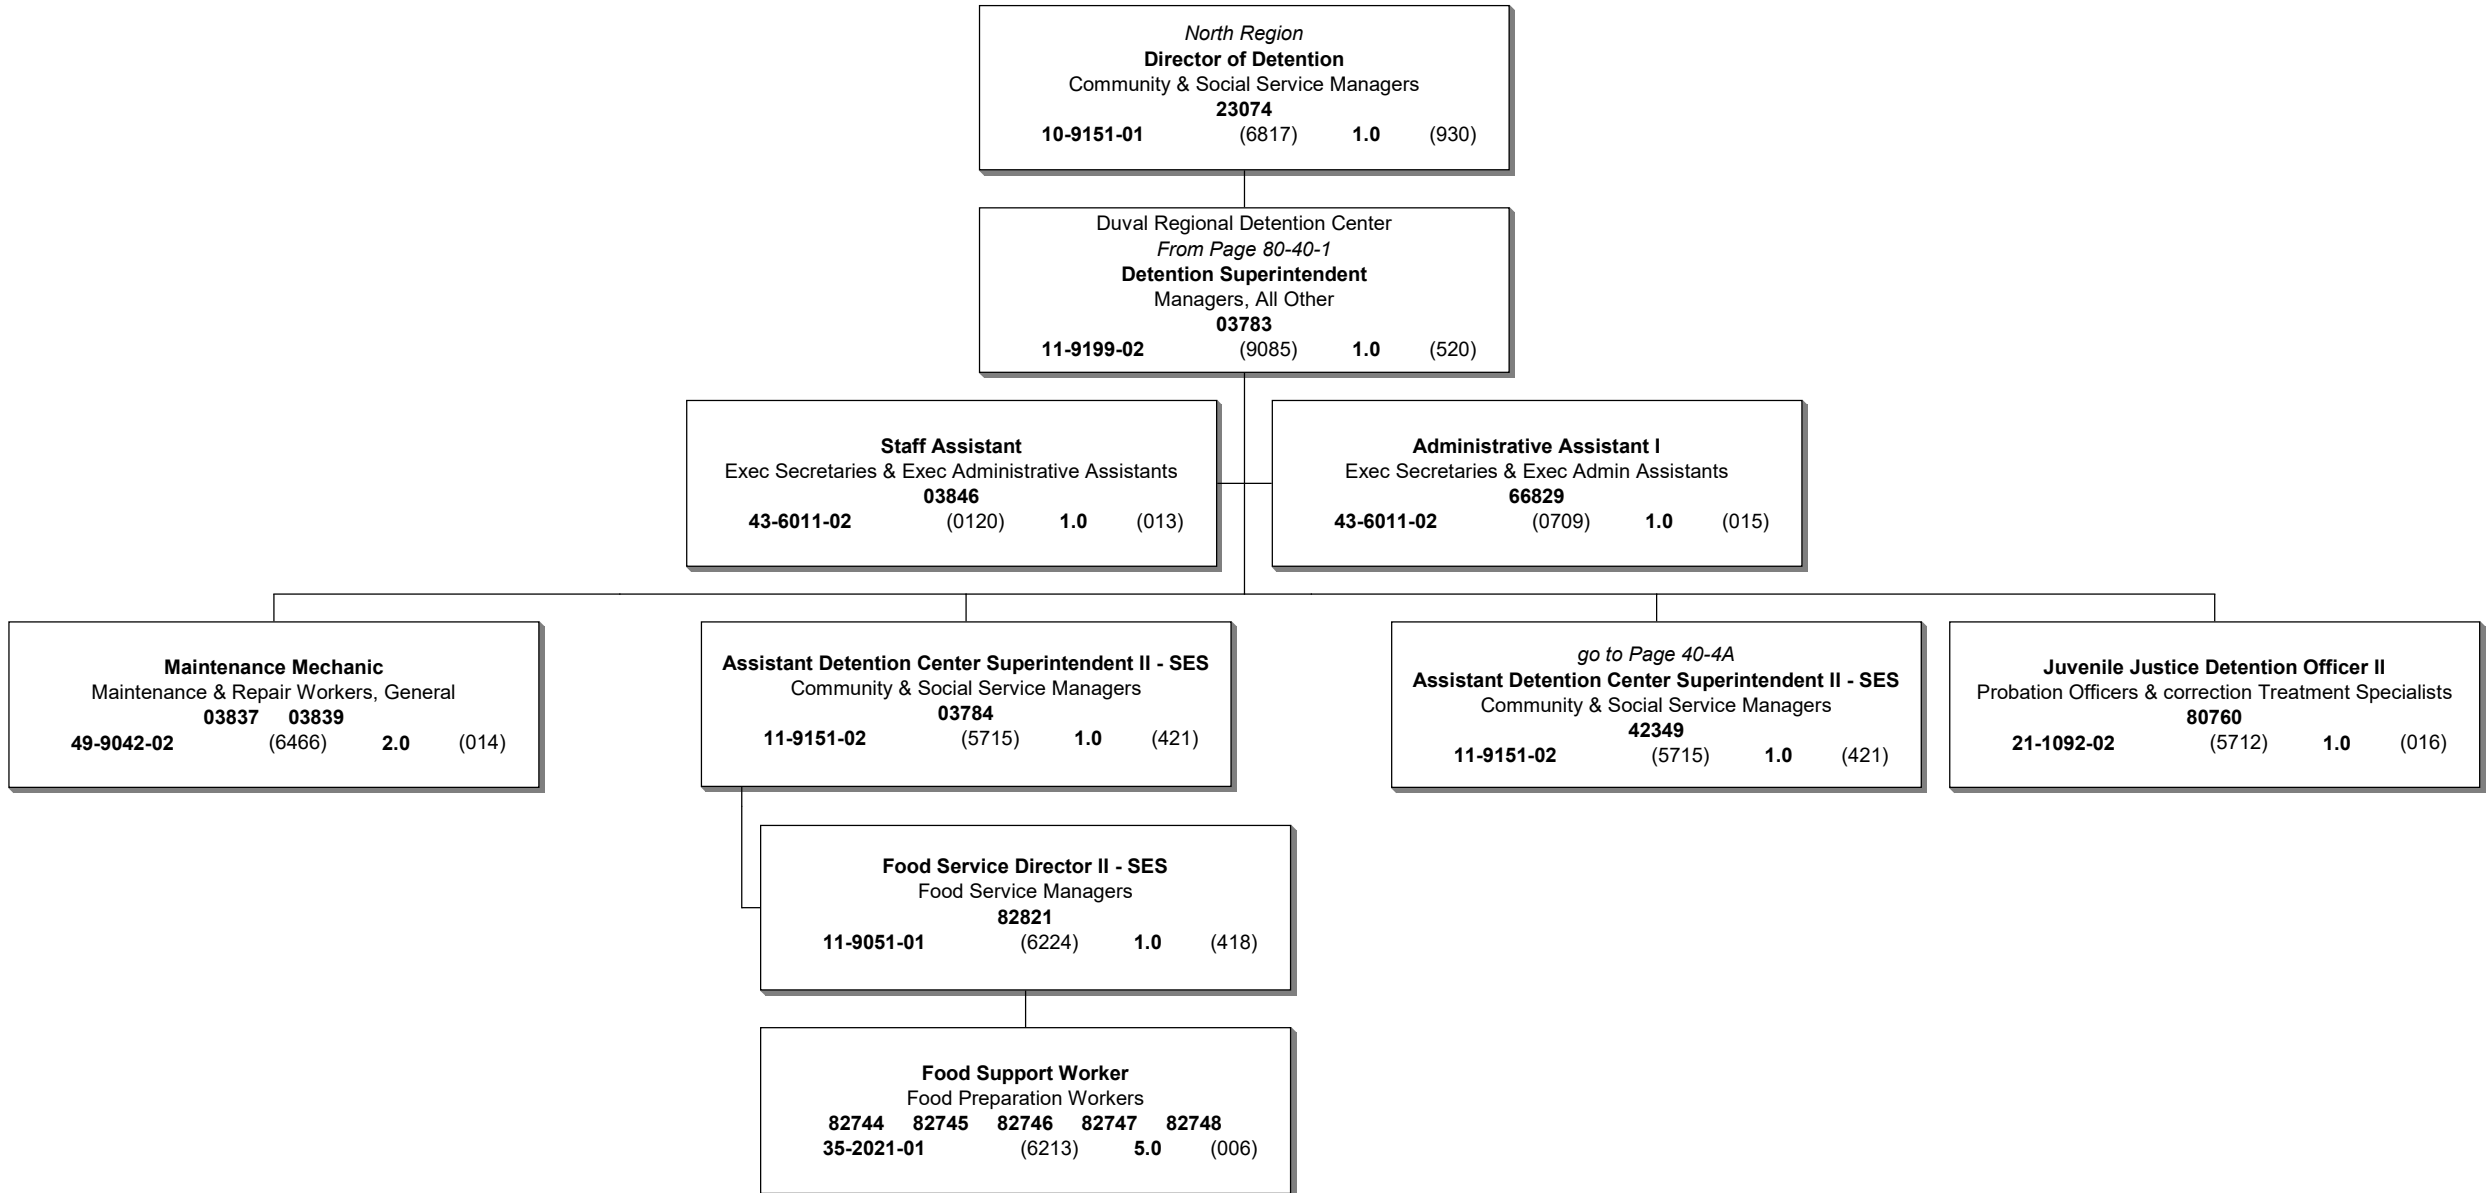 North Region
Director of Detention
Community & Social Service Managers
23074
10-9151-01 (6817) 1.0 (930)
Duval Regional Detention Center
From Page 80-40-1
Detention Superintendent
Managers, All Other
03783
11-9199-02 (9085) 1.0 (520)
Staff Assistant
Exec Secretaries & Exec Administrative Assistants
03846
43-6011-02 (0120) 1.0 (013)
Administrative Assistant I
Exec Secretaries & Exec Admin Assistants
66829
43-6011-02 (0709) 1.0 (015)
Maintenance Mechanic
Maintenance & Repair Workers, General
03837 03839
49-9042-02 (6466) 2.0 (014)
Assistant Detention Center Superintendent II - SES
Community & Social Service Managers
03784
11-9151-02 (5715) 1.0 (421)
go to Page 40-4A
Assistant Detention Center Superintendent II - SES
Community & Social Service Managers
42349
11-9151-02 (5715) 1.0 (421)
Juvenile Justice Detention Officer II
Probation Officers & correction Treatment Specialists
80760
21-1092-02 (5712) 1.0 (016)
Food Service Director II - SES
Food Service Managers
82821
11-9051-01 (6224) 1.0 (418)
Food Support Worker
Food Preparation Workers
82744 82745 82746 82747 82748
35-2021-01 (6213) 5.0 (006)